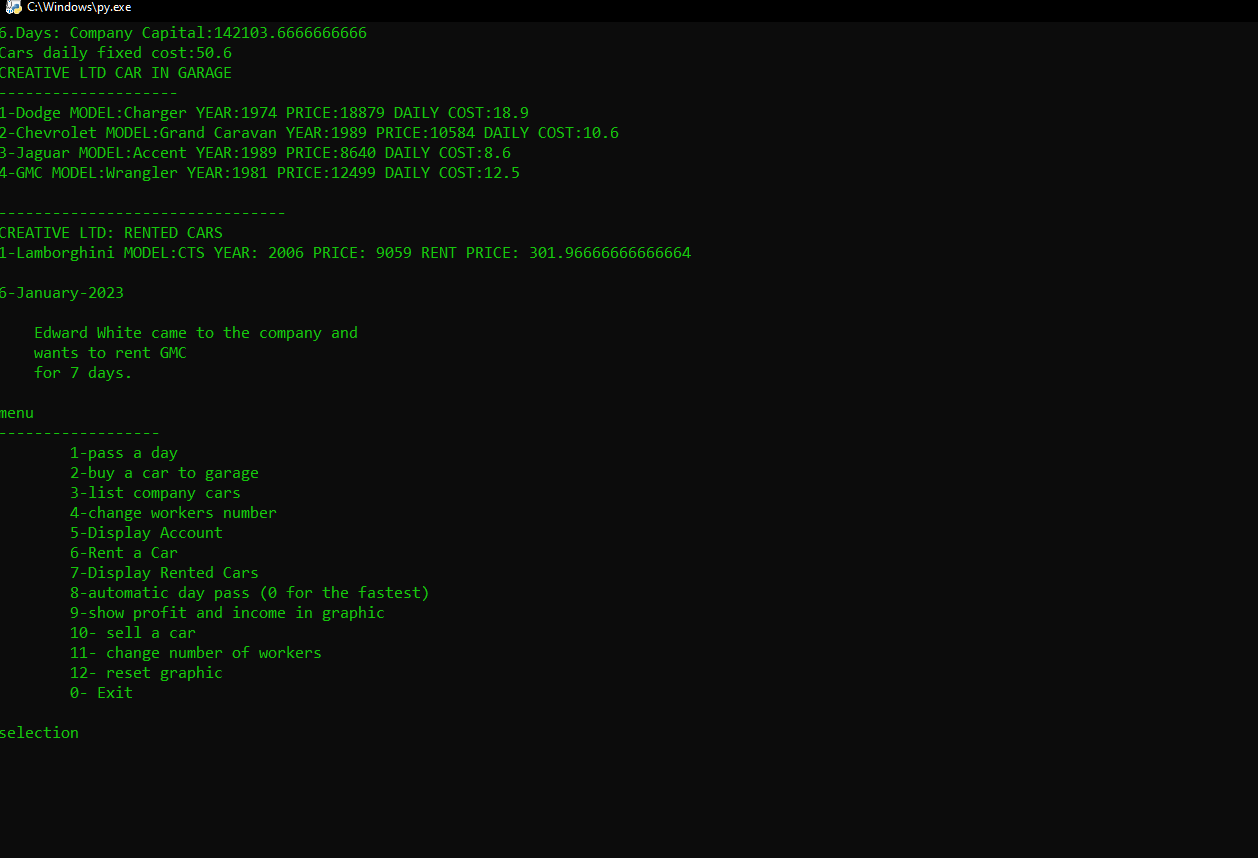 C:\Windows\py.exe
6.Days: Company Capital:142103.6666666666
Cars daily fixed cost:50.6
CREATIVE LTD CAR IN GARAGE
--------------------
1-Dodge MODEL:Charger YEAR:1974 PRICE:18879 DAILY COST:18.9
2-Chevrolet MODEL:Grand Caravan YEAR:1989 PRICE:10584 DAILY COST:10.6
3-Jaguar MODEL:Accent YEAR:1989 PRICE:8640 DAILY COST:8.6
4-GMC MODEL:Wrangler YEAR:1981 PRICE:12499 DAILY COST:12.5
--------------------------------
CREATIVE LTD: RENTED CARS
1-Lamborghini MODEL:CTS YEAR: 2006 PRICE: 9059 RENT PRICE: 301.96666666666664
6-January-2023
Edward White came to the company and
wants to rent GMC
for 7 days.
menu
------------------
1-pass a day
2-buy a car to garage
3-list company cars
4-change workers number
5-Display Account
6-Rent a Car
7-Display Rented Cars
8-automatic day pass (0 for the fastest)
9-show profit and income in graphic
10- sell a car
11- change number of workers
12- reset graphic
0- Exit
selection